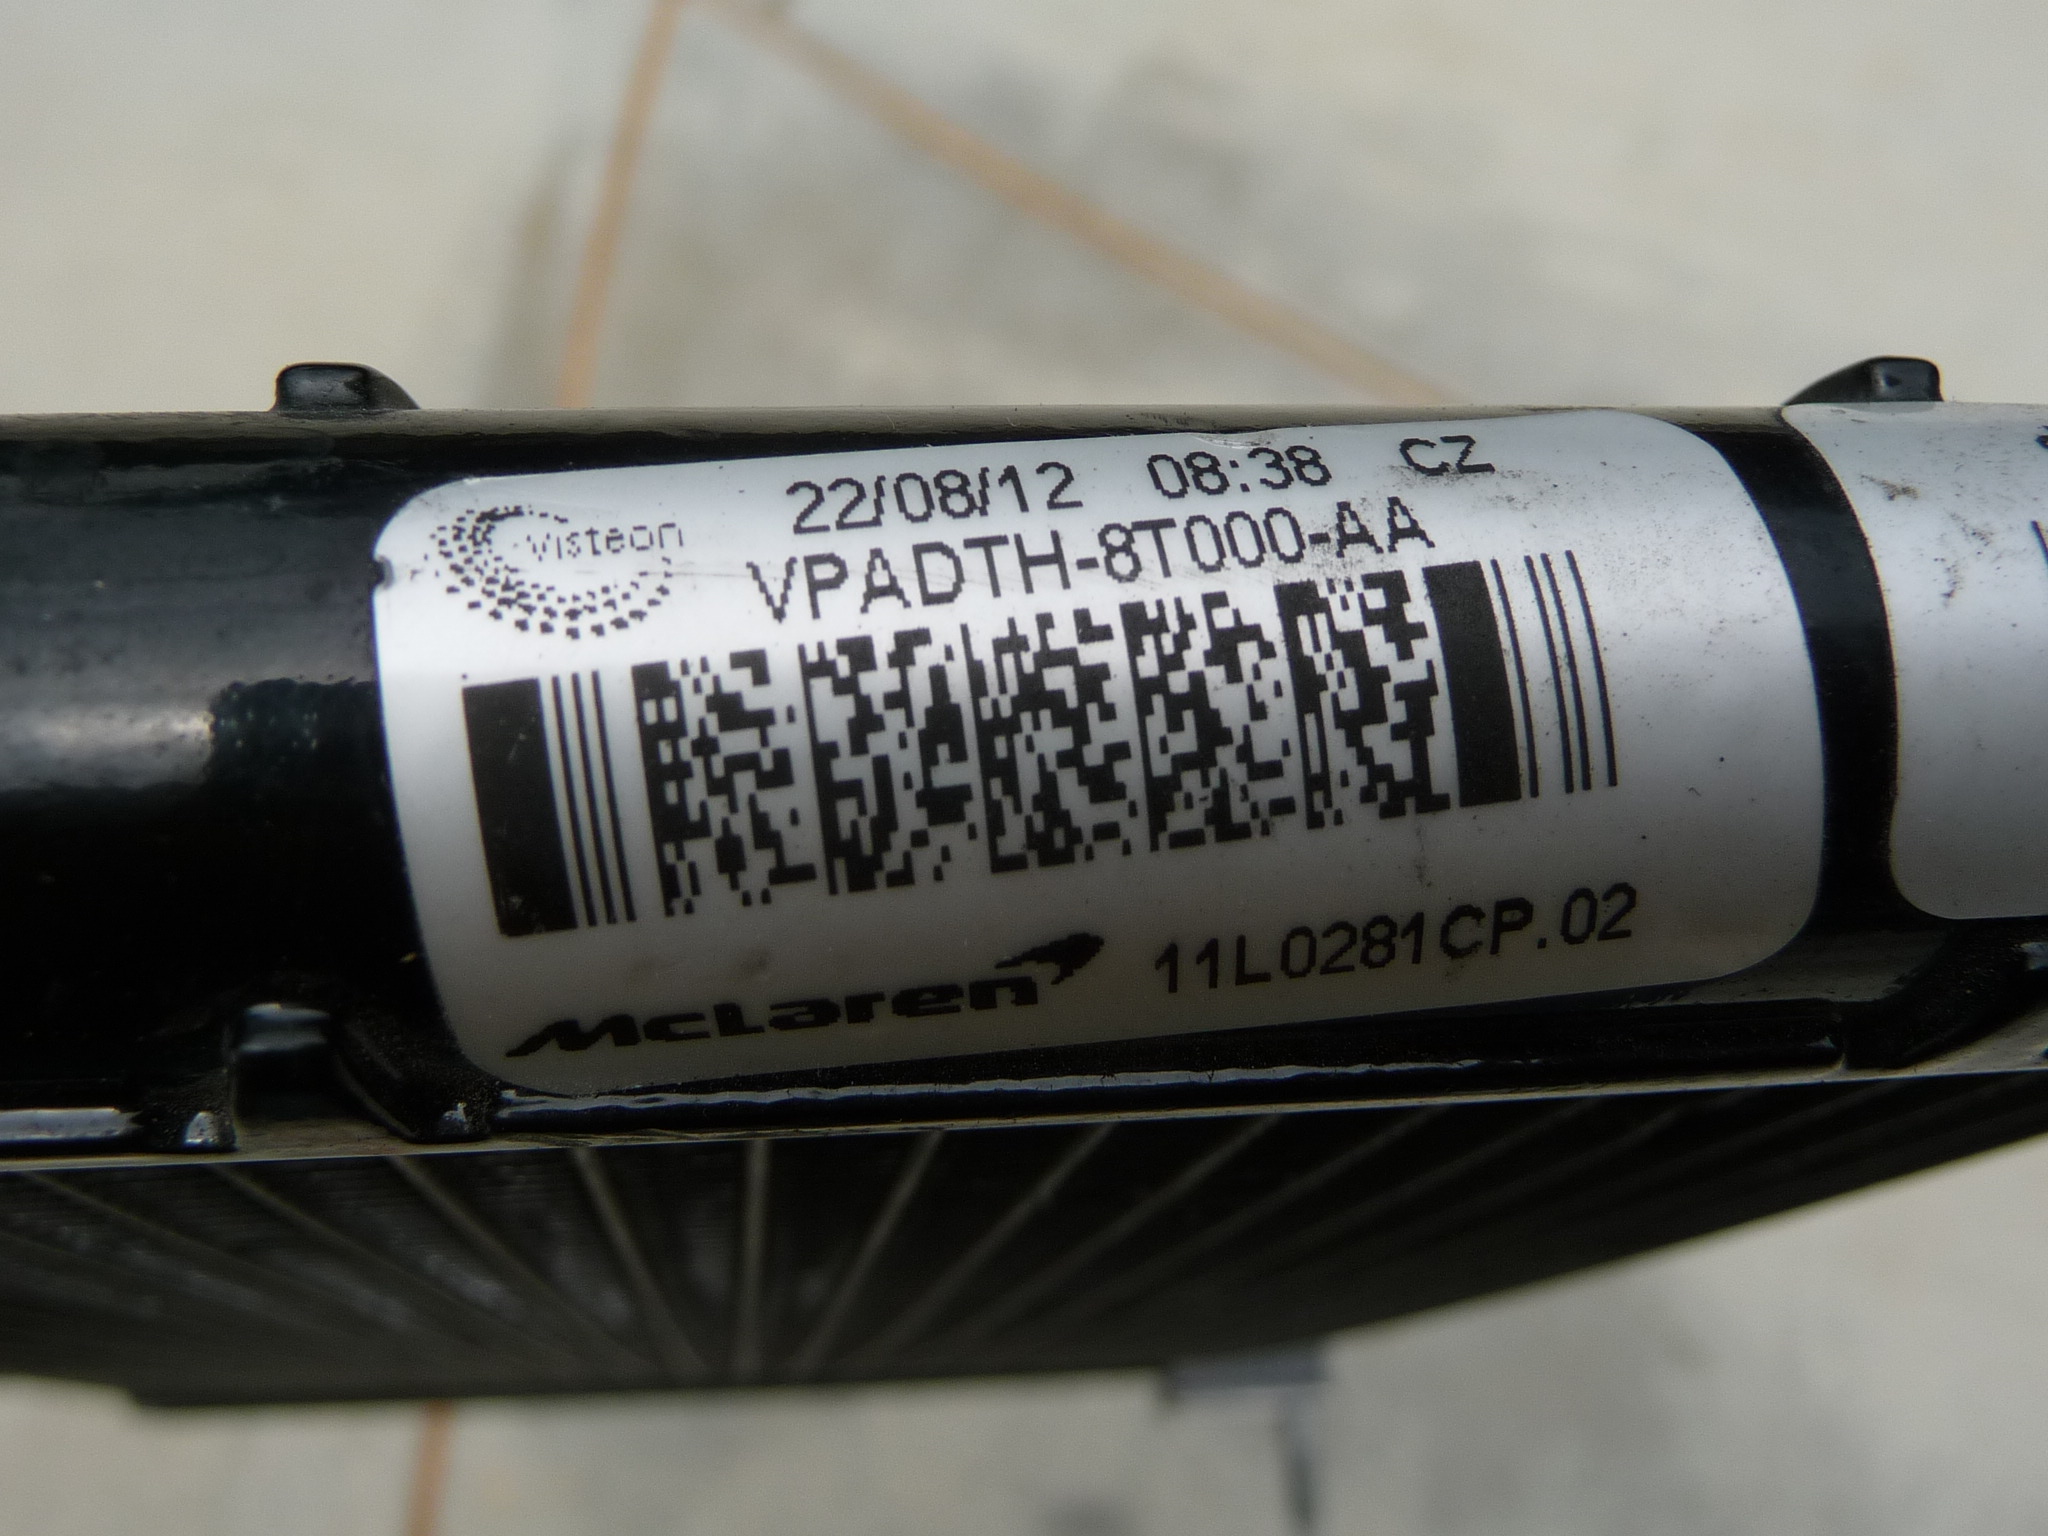 22/08/12 08:38 CZ
Visteon
VPADTH-8T000-AA
McLaren 11L0281CP.02